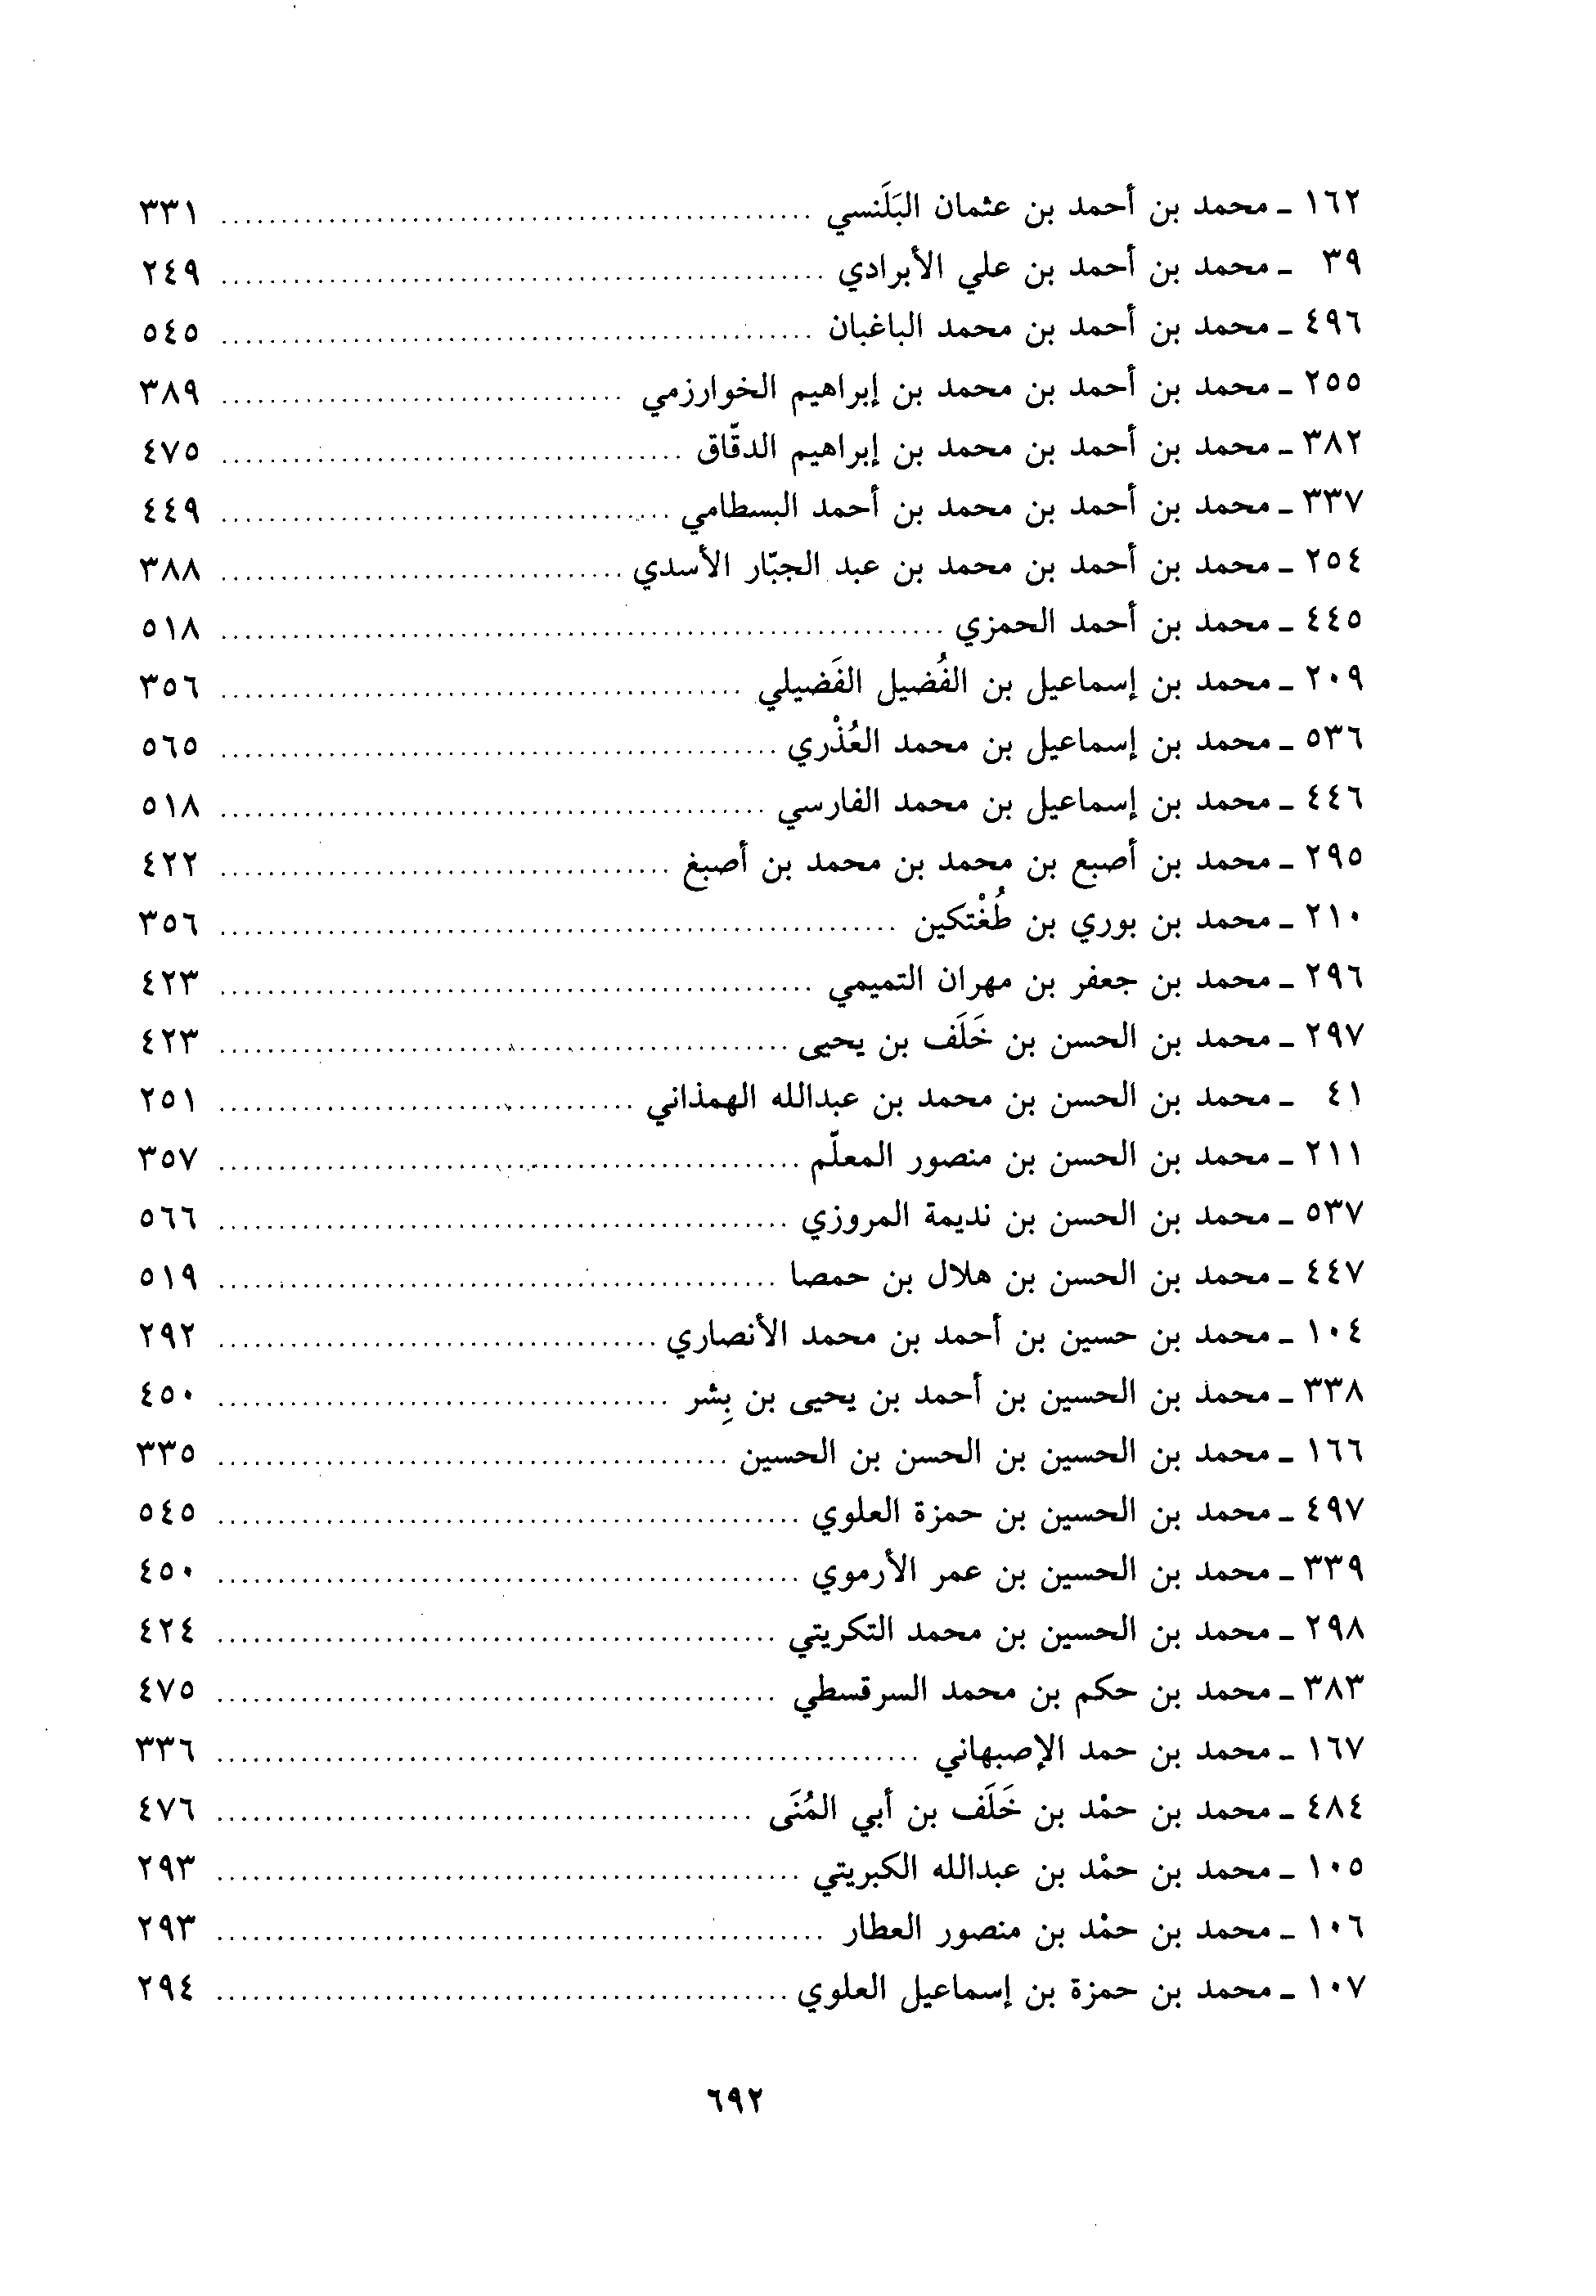 ١٦٢ ـ محمد بن أحمد بن عثمان البَلَنسي ........ ٣٣١
٣٩ ـ محمد بن أحمد بن علي الأبرادي ........ ٢٤٩
٤٩٦ ـ محمد بن أحمد بن محمد الباغبان ........ ٥٤٥
٢٥٥ ـ محمد بن أحمد بن محمد بن إبراهيم الخوارزمي ........ ٣٨٩
٣٨٢ ـ محمد بن أحمد بن محمد بن إبراهيم الدقّاق ........ ٤٧٥
٣٣٧ ـ محمد بن أحمد بن محمد بن أحمد البسطامي ........ ٤٤٩
٢٥٤ ـ محمد بن أحمد بن محمد بن عبد الجبّار الأسدي ........ ٣٨٨
٤٤٥ ـ محمد بن أحمد الحمزي ........ ٥١٨
٢٠٩ ـ محمد بن إسماعيل بن الفُضيل الفَضيلي ........ ٣٥٦
٥٣٦ ـ محمد بن إسماعيل بن محمد العُذْري ........ ٥٦٥
٤٤٦ ـ محمد بن إسماعيل بن محمد الفارسي ........ ٥١٨
٢٩٥ ـ محمد بن أصبع بن محمد بن محمد بن أصبغ ........ ٤٢٢
٢١٠ ـ محمد بن بوري بن طُغْتكين ........ ٣٥٦
٢٩٦ ـ محمد بن جعفر بن مهران التميمي ........ ٤٢٣
٢٩٧ ـ محمد بن الحسن بن خَلَف بن يحيى ........ ٤٢٣
٤١ ـ محمد بن الحسن بن محمد بن عبدالله الهمذاني ........ ٢٥١
٢١١ ـ محمد بن الحسن بن منصور المعلّم ........ ٣٥٧
٥٣٧ ـ محمد بن الحسن بن نديمة المروزي ........ ٥٦٦
٤٤٧ ـ محمد بن الحسن بن هلال بن حمصا ........ ٥١٩
١٠٤ ـ محمد بن حسين بن أحمد بن محمد الأنصاري ........ ٢٩٢
٣٣٨ ـ محمد بن الحسين بن أحمد بن يحيى بن بِشر ........ ٤٥٠
١٦٦ ـ محمد بن الحسين بن الحسن بن الحسين ........ ٣٣٥
٤٩٧ ـ محمد بن الحسين بن حمزة العلوي ........ ٥٤٥
٣٣٩ ـ محمد بن الحسين بن عمر الأرموي ........ ٤٥٠
٢٩٨ ـ محمد بن الحسين بن محمد التكريتي ........ ٤٢٤
٣٨٣ ـ محمد بن حكم بن محمد السرقسطي ........ ٤٧٥
١٦٧ ـ محمد بن حمد الإصبهاني ........ ٣٣٦
٤٨٤ ـ محمد بن حمْد بن خَلَف بن أبي المُنَى ........ ٤٧٦
١٠٥ ـ محمد بن حمْد بن عبدالله الكبريتي ........ ٢٩٣
١٠٦ ـ محمد بن حمْد بن منصور العطار ........ ٢٩٣
١٠٧ ـ محمد بن حمزة بن إسماعيل العلوي ........ ٢٩٤
٦٩٢